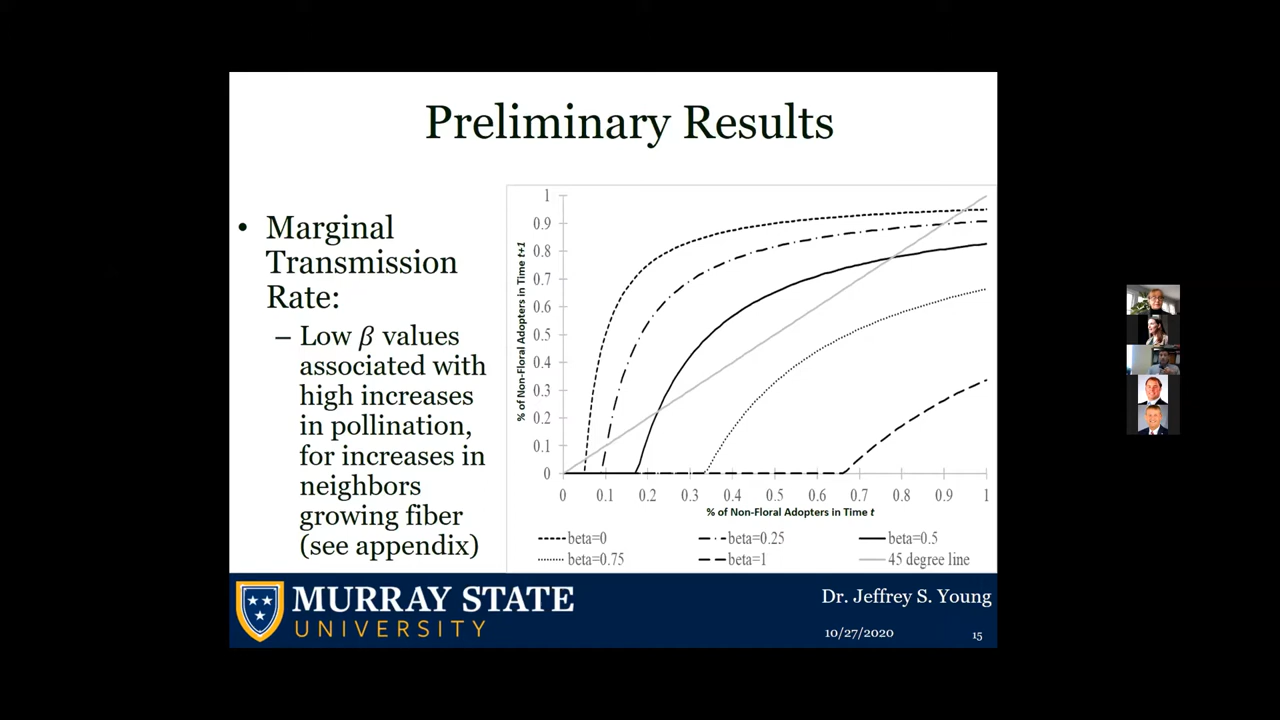 Preliminary Results
• Marginal
Transmission
Rate:
– Low β values
associated with
high increases
in pollination,
for increases in
neighbors
growing fiber
(see appendix)
% of Non-Floral Adopters in Time t+1
1
0.9
0.8
0.7
0.6
0.5
0.4
0.3
0.2
0.1
0
0 0.1 0.2 0.3 0.4 0.5 0.6 0.7 0.8 0.9 1
% of Non-Floral Adopters in Time t
beta=0 beta=0.25 beta=0.5
beta=0.75 beta=1 45 degree line
MURRAY STATE
UNIVERSITY
Dr. Jeffrey S. Young
10/27/2020 15